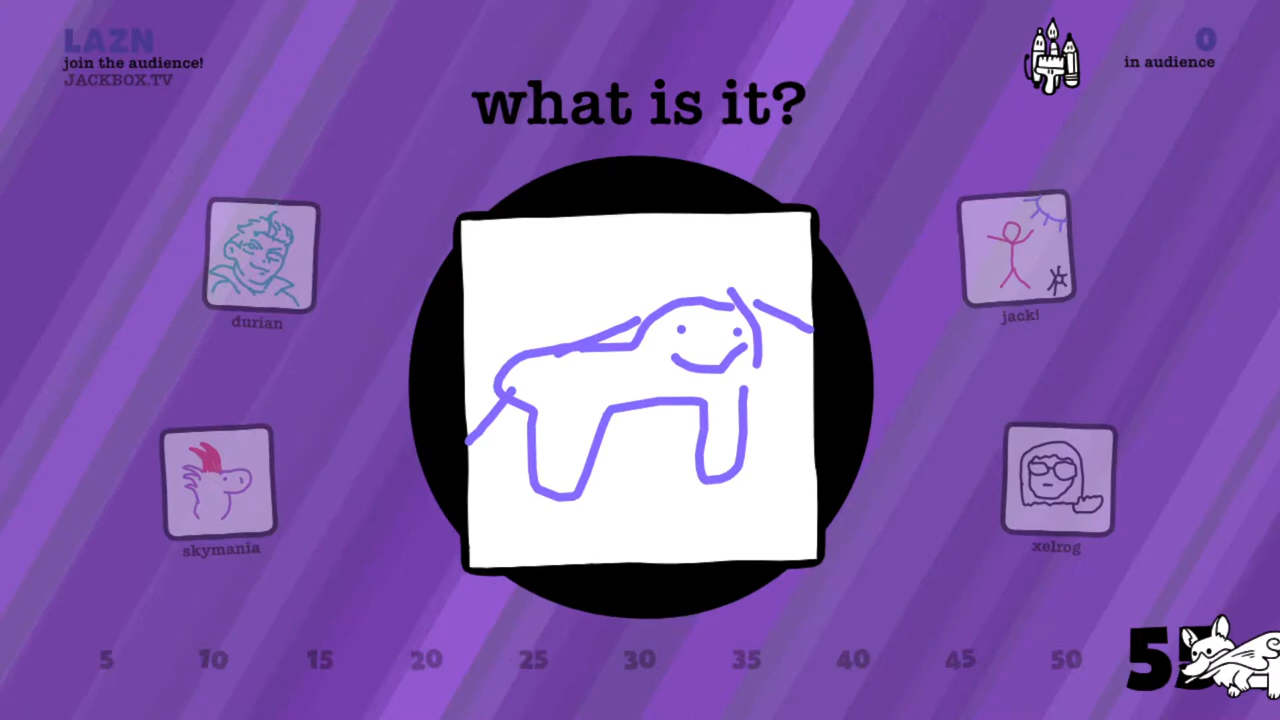 LAZN
join the audience!
JACKBOX.TV
0
in audience
what is it?
durian
jack!
skymania
xelrog
5 10 15 20 25 30 35 40 45 50